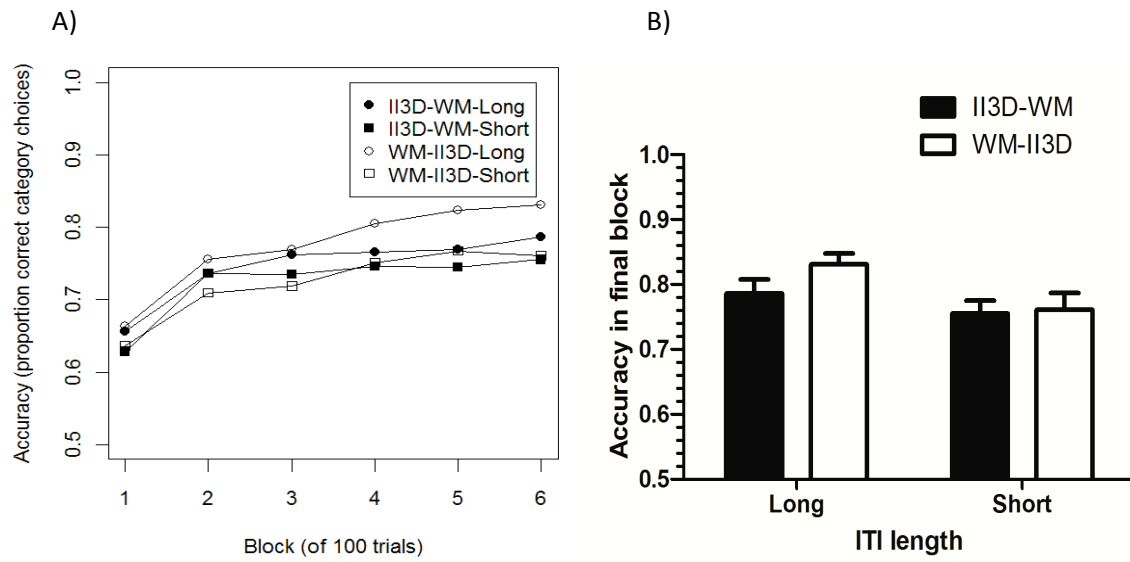 A)
Accuracy (proportion correct category choices)
1.0
0.9
0.8
0.7
0.6
0.5
II3D-WM-Long
II3D-WM-Short
WM-II3D-Long
WM-II3D-Short
1 2 3 4 5 6
Block (of 100 trials)
B)
II3D-WM
WM-II3D
Accuracy in final block
1.0
0.9
0.8
0.7
0.6
0.5
Long Short
ITI length